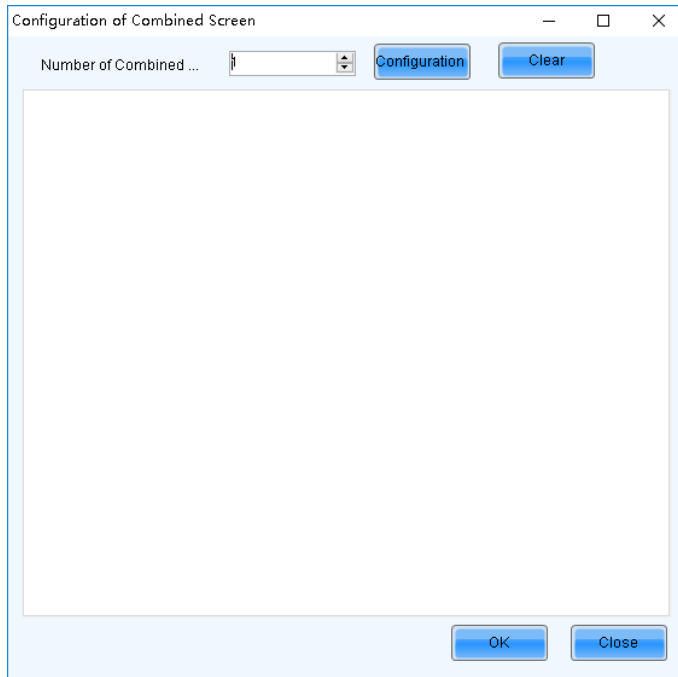 Configuration of Combined Screen
Number of Combined ... 1 Configuration Clear
OK Close